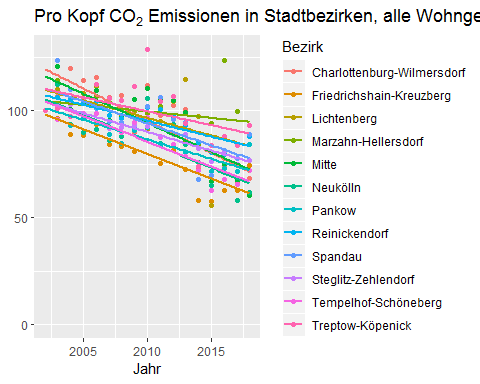 Pro Kopf CO₂ Emissionen in Stadtbezirken, alle Wohnge
Bezirk
Charlottenburg-Wilmersdorf
Friedrichshain-Kreuzberg
Lichtenberg
Marzahn-Hellersdorf
Mitte
Neukölln
Pankow
Reinickendorf
Spandau
Steglitz-Zehlendorf
Tempelhof-Schöneberg
Treptow-Köpenick
100
50
0
2005 2010 2015
Jahr